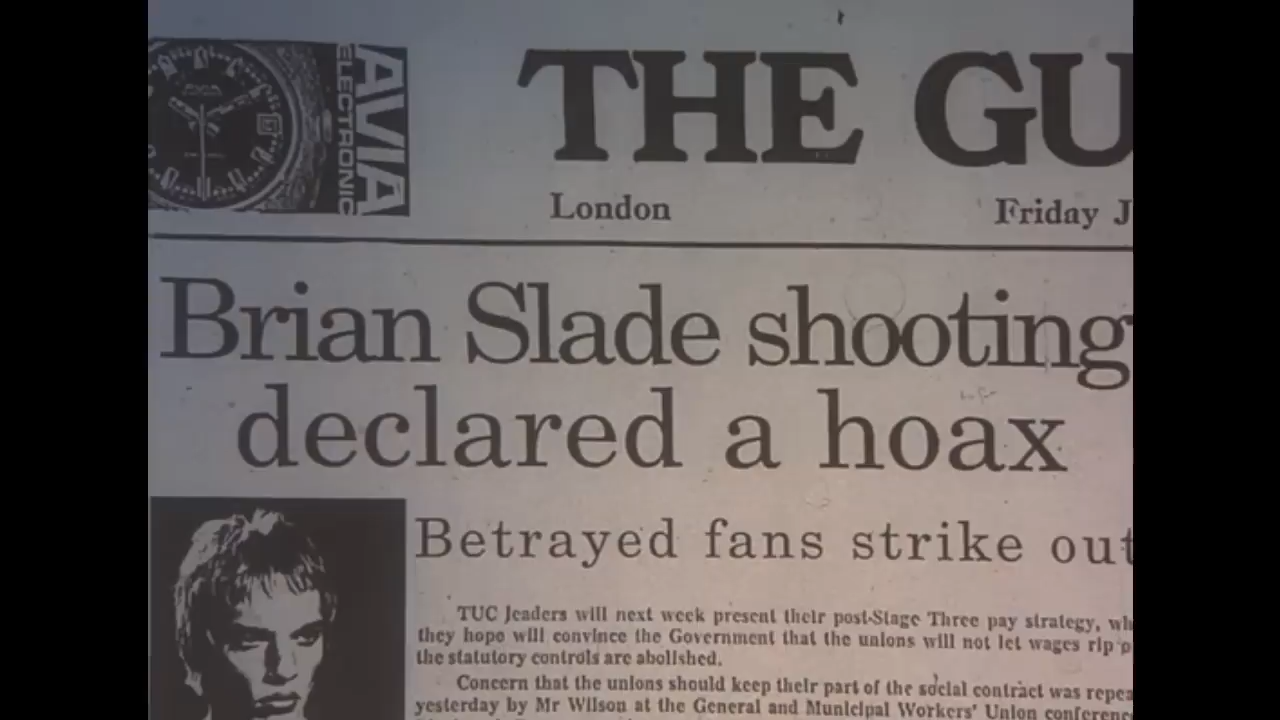 AVIA
ELECTRONIC
THE GU
London
Friday J
Brian Slade shooting
declared a hoax
Betrayed fans strike out
TUC leaders will next week present their post-Stage Three pay strategy, wh
they hope will convince the Government that the unions will not let wages rip
the statutory controls are abolished.
Concern that the unions should keep their part of the social contract was repea
yesterday by Mr Wilson at the General and Municipal Workers' Union conferenc